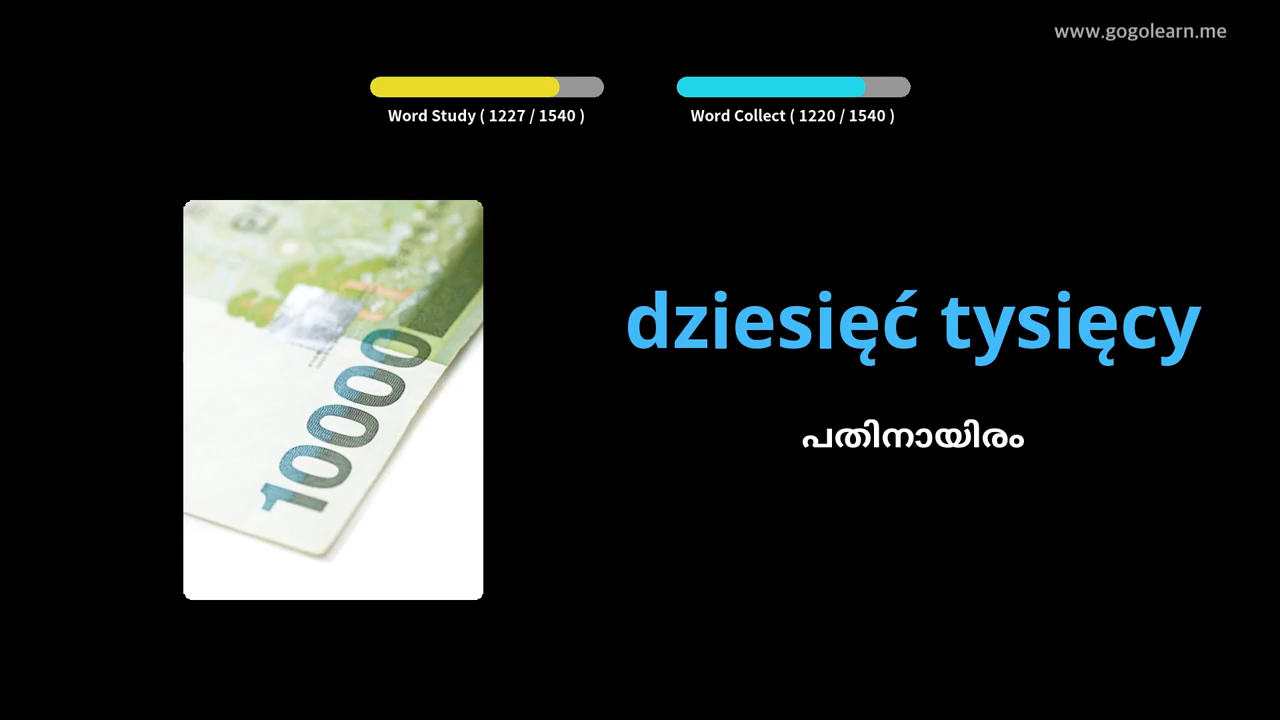 www.gogolearn.me
Word Study ( 1227 / 1540 )
Word Collect ( 1220 / 1540 )
10000
dziesięć tysięcy
പതിനായിരം